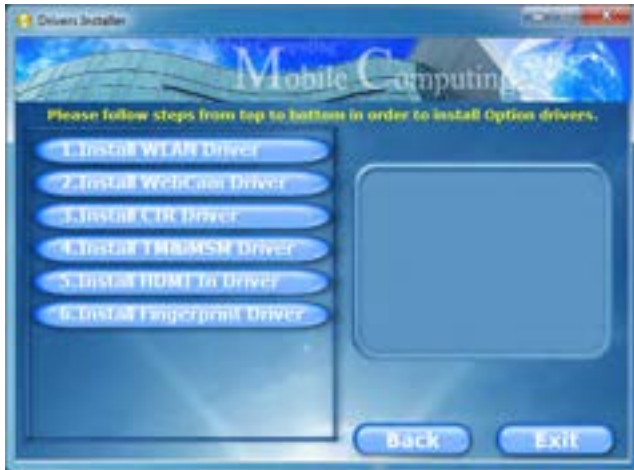 Drivers Installer
Mobile Computing
Please follow steps from top to bottom in order to install Option drivers.
1.Install WLAN Driver
2.Install WebCam Driver
3.Install CIR Driver
4.Install TM&MSM Driver
5.Install HDMI In Driver
6.Install Fingerprint Driver
Back
Exit